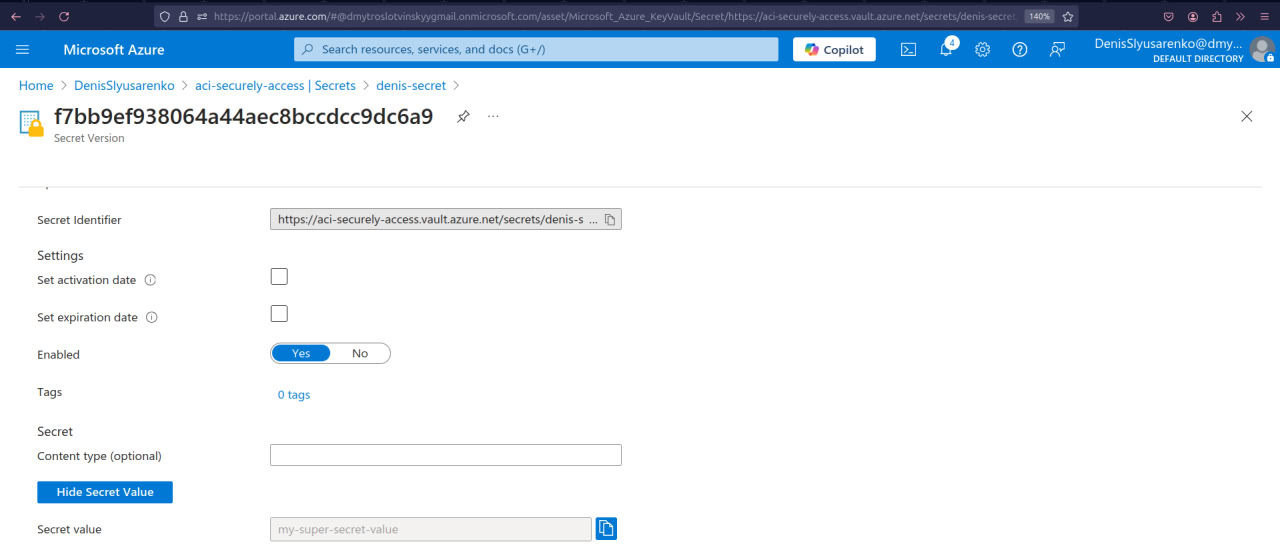 https://portal.azure.com/#@dmytroslotvinskyygmail.onmicrosoft.com/asset/Microsoft_Azure_KeyVault/Secret/https://aci-securely-access.vault.azure.net/secrets/denis-secret
140%
Microsoft Azure
Search resources, services, and docs (G+/)
Copilot
4
DenisSlyusarenko@dmy...
DEFAULT DIRECTORY
Home > DenisSlyusarenko > aci-securely-access | Secrets > denis-secret >
f7bb9ef938064a44aec8bccdcc9dc6a9
...
Secret Version
Secret Identifier
https://aci-securely-access.vault.azure.net/secrets/denis-s ...
Settings
Set activation date
Set expiration date
Enabled
Yes No
Tags
0 tags
Secret
Content type (optional)
Hide Secret Value
Secret value
my-super-secret-value